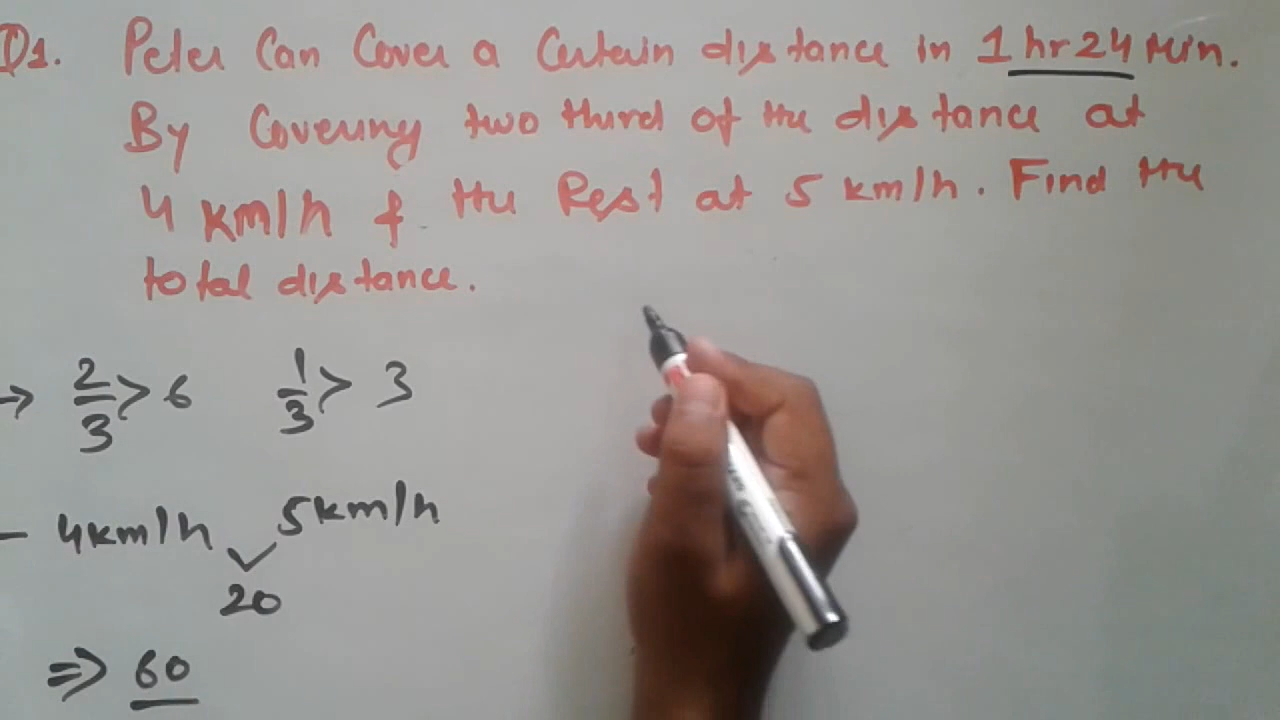 Q1. Peter Can Cover a Certain distance in 1 hr 24 Min.
By Covering two third of the distance at
4 km/h & the Rest at 5 km/h. Find the
total distance.
→ 2/3 > 6 1/3 > 3
- 4km/h 5km/h
20
⇒ 60